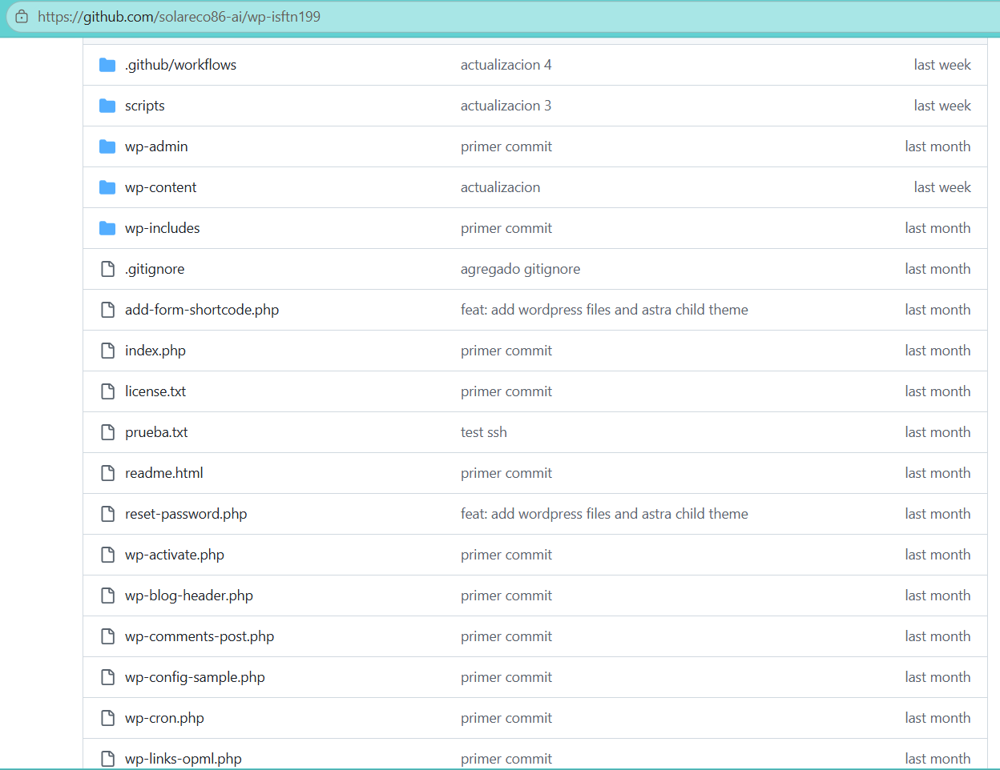 https://github.com/solareco86-ai/wp-isftn199
.github/workflows actualizacion 4 last week
scripts actualizacion 3 last week
wp-admin primer commit last month
wp-content actualizacion last week
wp-includes primer commit last month
.gitignore agregado gitignore last month
add-form-shortcode.php feat: add wordpress files and astra child theme last month
index.php primer commit last month
license.txt primer commit last month
prueba.txt test ssh last month
readme.html primer commit last month
reset-password.php feat: add wordpress files and astra child theme last month
wp-activate.php primer commit last month
wp-blog-header.php primer commit last month
wp-comments-post.php primer commit last month
wp-config-sample.php primer commit last month
wp-cron.php primer commit last month
wp-links-opml.php primer commit last month